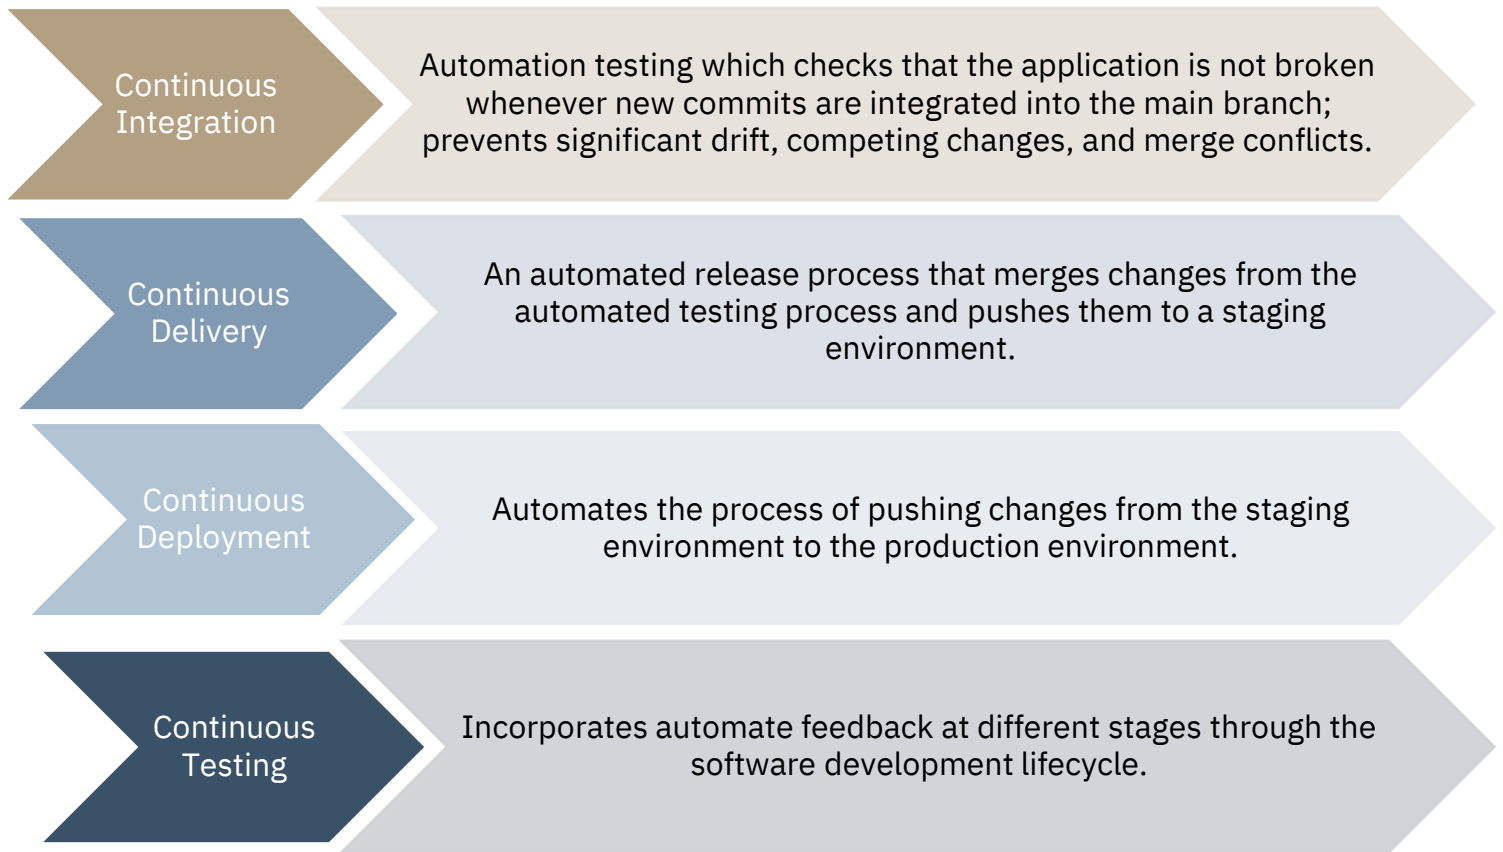 Continuous
Integration
Automation testing which checks that the application is not broken
whenever new commits are integrated into the main branch;
prevents significant drift, competing changes, and merge conflicts.
Continuous
Delivery
An automated release process that merges changes from the
automated testing process and pushes them to a staging
environment.
Continuous
Deployment
Automates the process of pushing changes from the staging
environment to the production environment.
Continuous
Testing
Incorporates automate feedback at different stages through the
software development lifecycle.